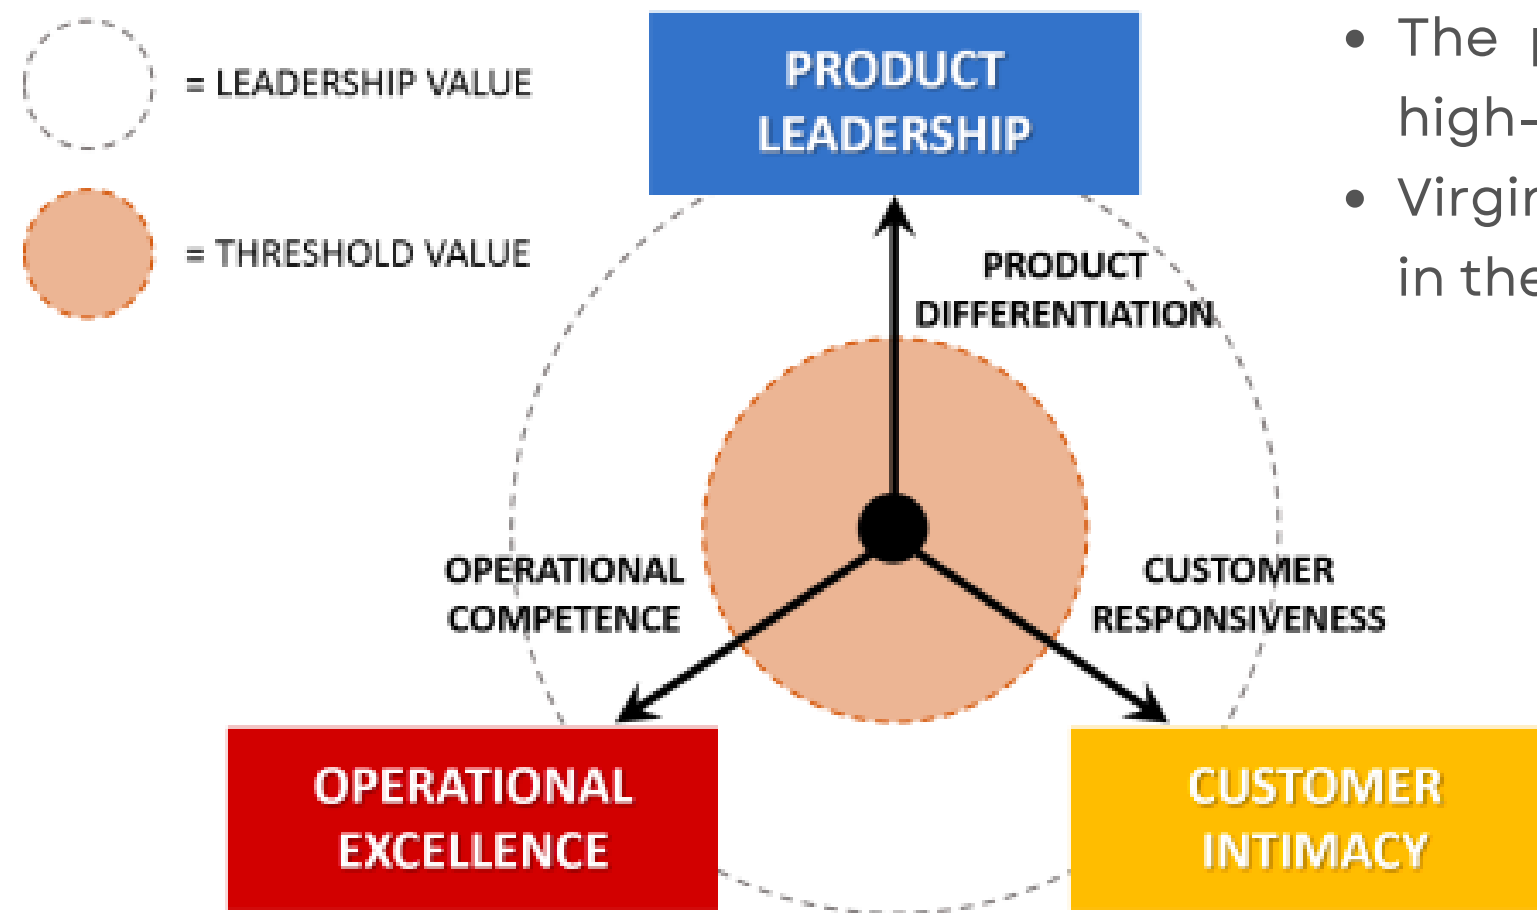 = LEADERSHIP VALUE
= THRESHOLD VALUE
PRODUCT
LEADERSHIP
PRODUCT
DIFFERENTIATION
OPERATIONAL
COMPETENCE
CUSTOMER
RESPONSIVENESS
OPERATIONAL
EXCELLENCE
CUSTOMER
INTIMACY
• The
high-
• Virgin
in the